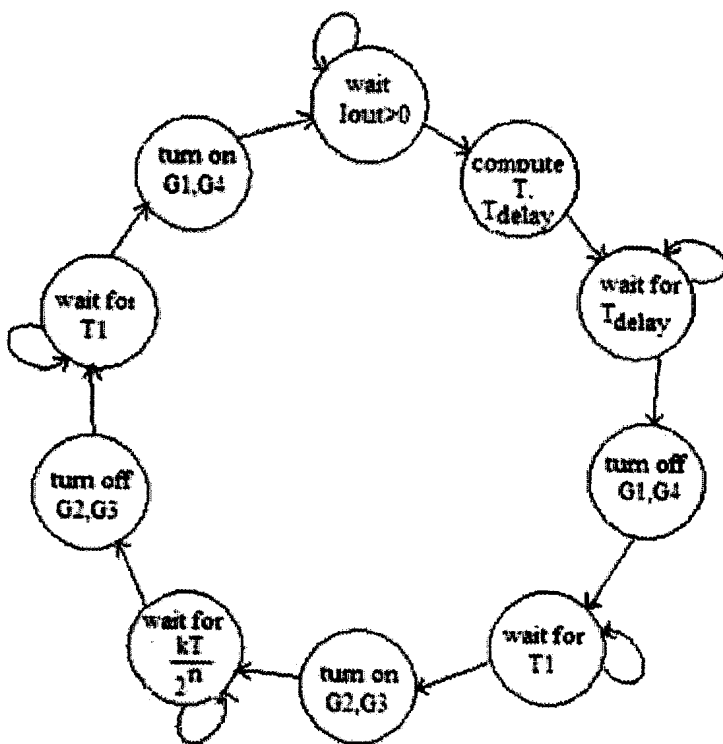 wait
Iout>0
compute
T,
Tdelay
wait for
Tdelay
turn off
G1,G4
wait for
T1
turn on
G2,G3
wait for
kT
2^n
turn off
G2,G3
wait for
T1
turn on
G1,G4